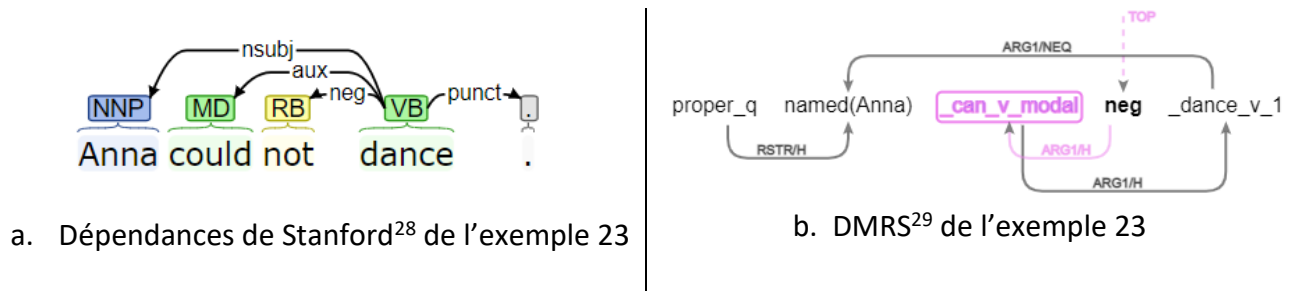 nsubj
aux
neg
punct
NNP MD RB VB .
Anna could not dance .
a. Dépendances de Stanford28 de l'exemple 23
TOP
ARG1/NEQ
proper_q named(Anna) _can_v_modal neg _dance_v_1
RSTR/H
ARG1/H
ARG1/H
b. DMRS29 de l'exemple 23